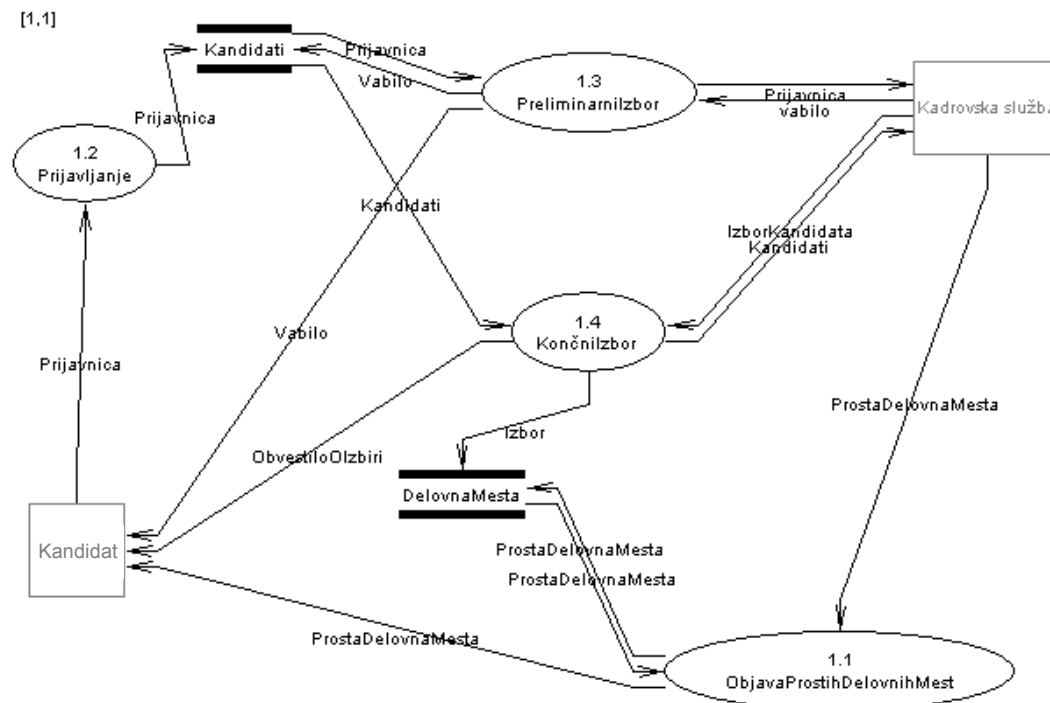 [1,1]
Kandidati
Prijavnica
Vabilo
1.3
PreliminarniIzbor
Prijavnica
vabilo
Kadrovska služba
Prijavnica
1.2
Prijavljanje
Kandidati
IzborKandidata
Kandidati
1.4
KončniIzbor
Vabilo
Prijavnica
ProstaDelovnaMesta
Izbor
ObvestiloOIzbiri
DelovnaMesta
Kandidat
ProstaDelovnaMesta
ProstaDelovnaMesta
ProstaDelovnaMesta
1.1
ObjavaProstihDelovnihMest